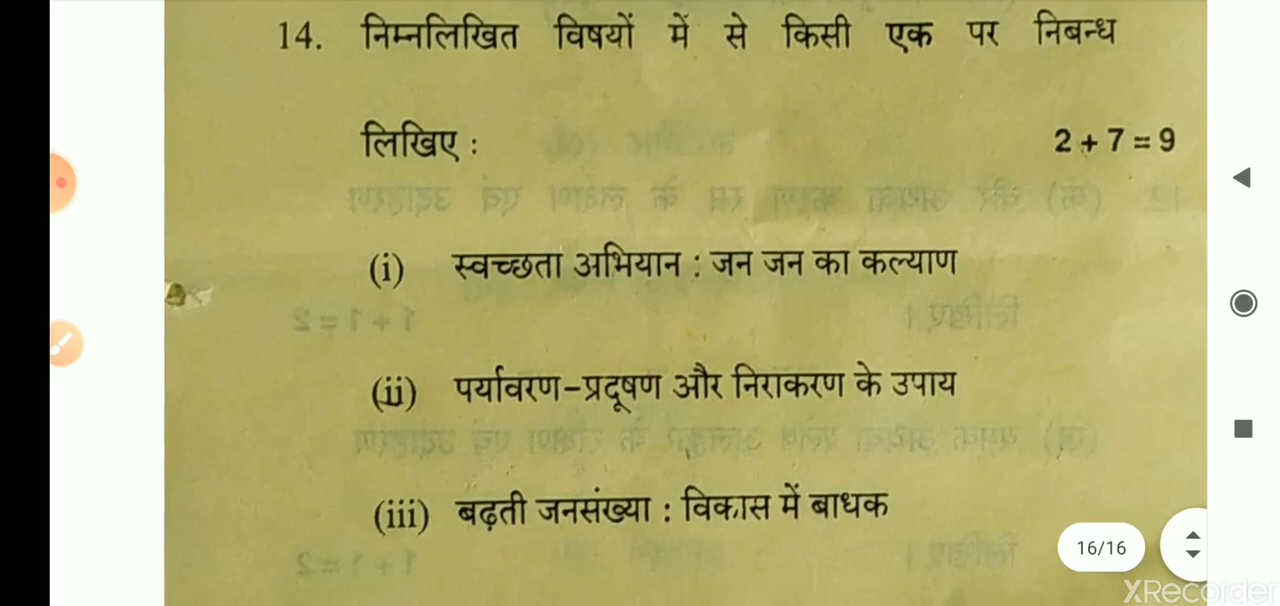 14. निम्नलिखित विषयों में से किसी एक पर निबन्ध
लिखिए : 2 + 7 = 9
(i) स्वच्छता अभियान : जन जन का कल्याण
(ii) पर्यावरण-प्रदूषण और निराकरण के उपाय
(iii) बढ़ती जनसंख्या : विकास में बाधक
16/16
XRecorder